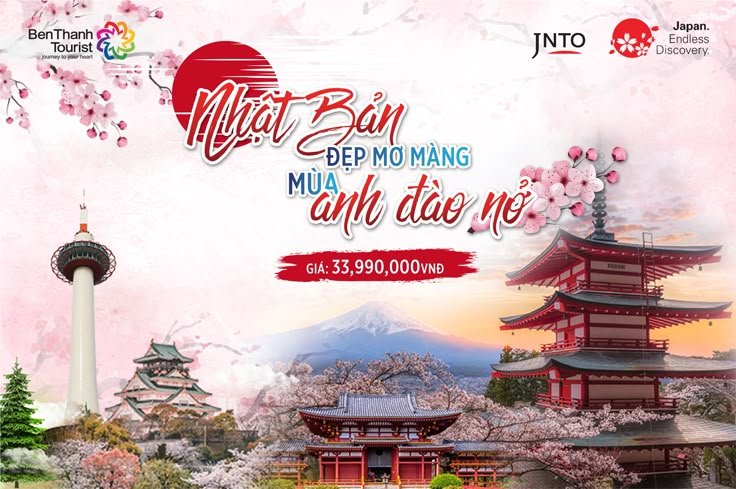 BenThanh
Tourist
journey to your heart
JNTO
Japan.
Endless
Discovery.
Nhật Bản
ĐẸP MƠ MÀNG
MÙA
anh đào nở
GIÁ: 33,990,000VNĐ